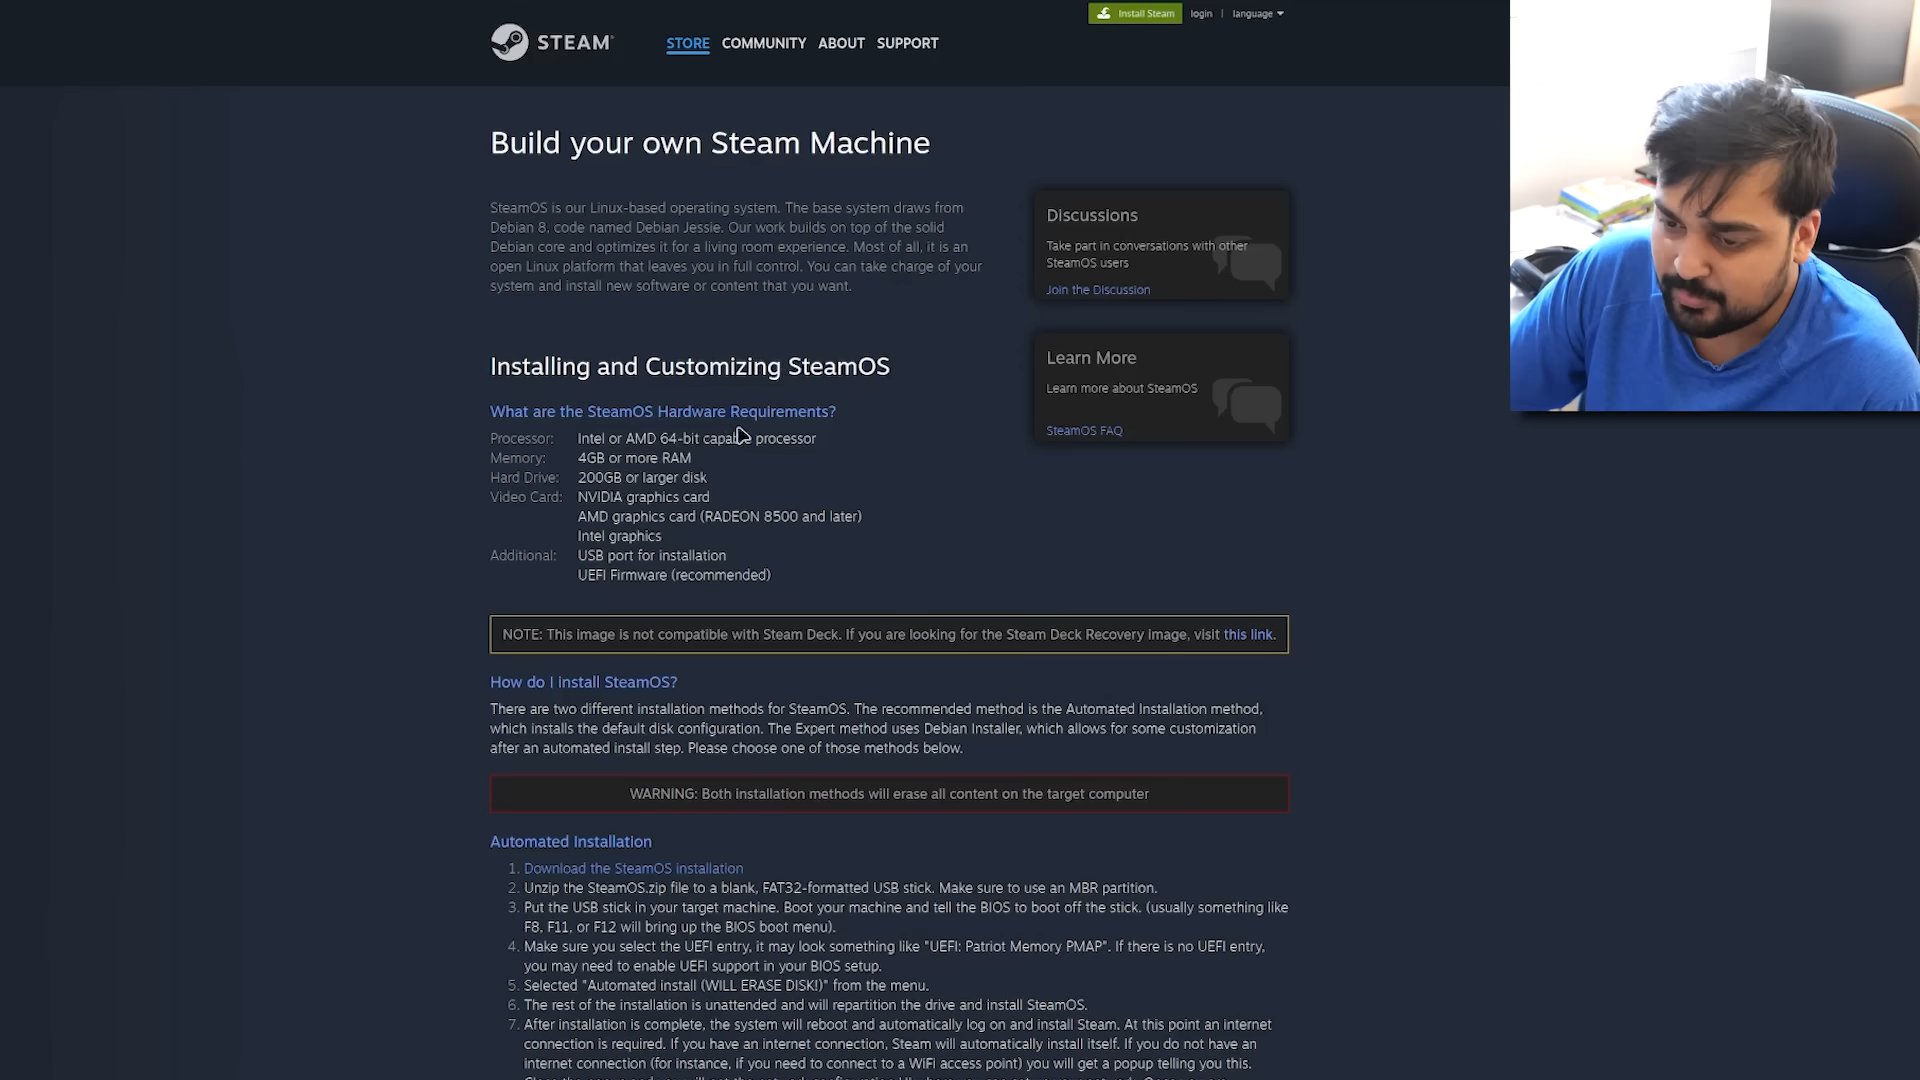 Install Steam login | language
STEAM STORE COMMUNITY ABOUT SUPPORT
Build your own Steam Machine
SteamOS is our Linux-based operating system. The base system draws from
Debian 8, code named Debian Jessie. Our work builds on top of the solid
Debian core and optimizes it for a living room experience. Most of all, it is an
open Linux platform that leaves you in full control. You can take charge of your
system and install new software or content that you want.
Discussions
Take part in conversations with other
SteamOS users
Join the Discussion
Learn More
Learn more about SteamOS
SteamOS FAQ
Installing and Customizing SteamOS
What are the SteamOS Hardware Requirements?
Processor: Intel or AMD 64-bit capable processor
Memory: 4GB or more RAM
Hard Drive: 200GB or larger disk
Video Card: NVIDIA graphics card
AMD graphics card (RADEON 8500 and later)
Intel graphics
Additional: USB port for installation
UEFI Firmware (recommended)
NOTE: This image is not compatible with Steam Deck. If you are looking for the Steam Deck Recovery image, visit this link.
How do I install SteamOS?
There are two different installation methods for SteamOS. The recommended method is the Automated Installation method,
which installs the default disk configuration. The Expert method uses Debian Installer, which allows for some customization
after an automated install step. Please choose one of those methods below.
WARNING: Both installation methods will erase all content on the target computer
Automated Installation
1. Download the SteamOS installation
2. Unzip the SteamOS.zip file to a blank, FAT32-formatted USB stick. Make sure to use an MBR partition.
3. Put the USB stick in your target machine. Boot your machine and tell the BIOS to boot off the stick. (usually something like
F8, F11, or F12 will bring up the BIOS boot menu).
4. Make sure you select the UEFI entry, it may look something like "UEFI: Patriot Memory PMAP". If there is no UEFI entry,
you may need to enable UEFI support in your BIOS setup.
5. Selected "Automated install (WILL ERASE DISK!)" from the menu.
6. The rest of the installation is unattended and will repartition the drive and install SteamOS.
7. After installation is complete, the system will reboot and automatically log on and install Steam. At this point an internet
connection is required. If you have an internet connection, Steam will automatically install itself. If you do not have an
internet connection (for instance, if you need to connect to a WiFi access point) you will get a popup telling you this.